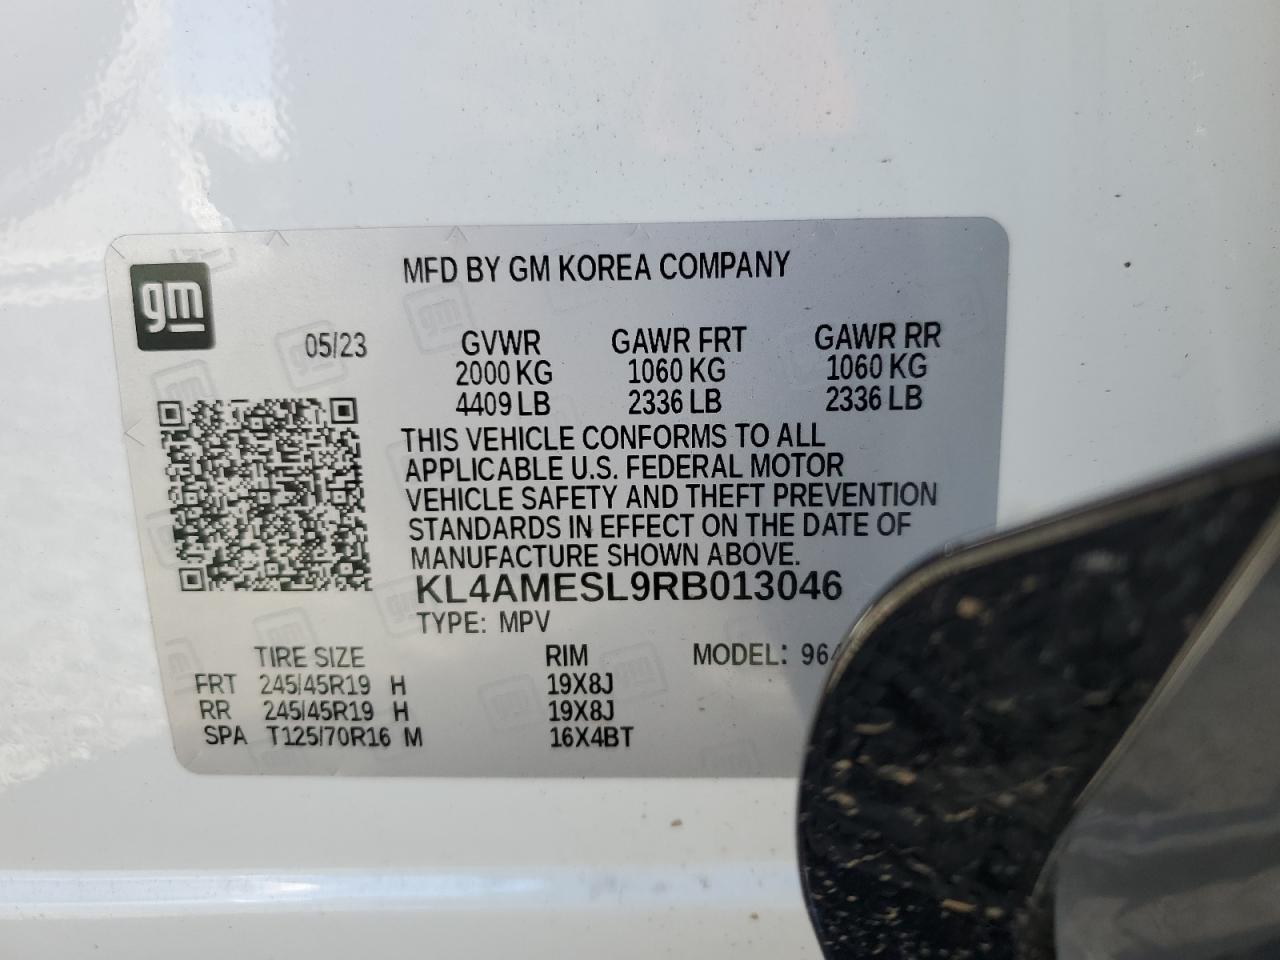 gm
MFD BY GM KOREA COMPANY
05/23 GVWR GAWR FRT GAWR RR
2000 KG 1060 KG 1060 KG
4409 LB 2336 LB 2336 LB
THIS VEHICLE CONFORMS TO ALL
APPLICABLE U.S. FEDERAL MOTOR
VEHICLE SAFETY AND THEFT PREVENTION
STANDARDS IN EFFECT ON THE DATE OF
MANUFACTURE SHOWN ABOVE.
KL4AMESL9RB013046
TYPE: MPV
TIRE SIZE RIM MODEL:
FRT 245/45R19 H 19X8J
RR 245/45R19 H 19X8J
SPA T125/70R16 M 16X4BT